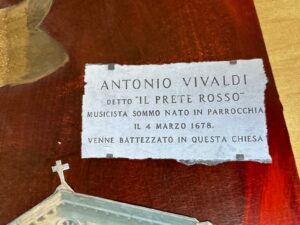 ANTONIO VIVALDI
DETTO "IL PRETE ROSSO"
MUSICISTA SOMMO NATO IN PARROCCHIA
IL 4 MARZO 1678.
VENNE BATTEZZATO IN QUESTA CHIESA